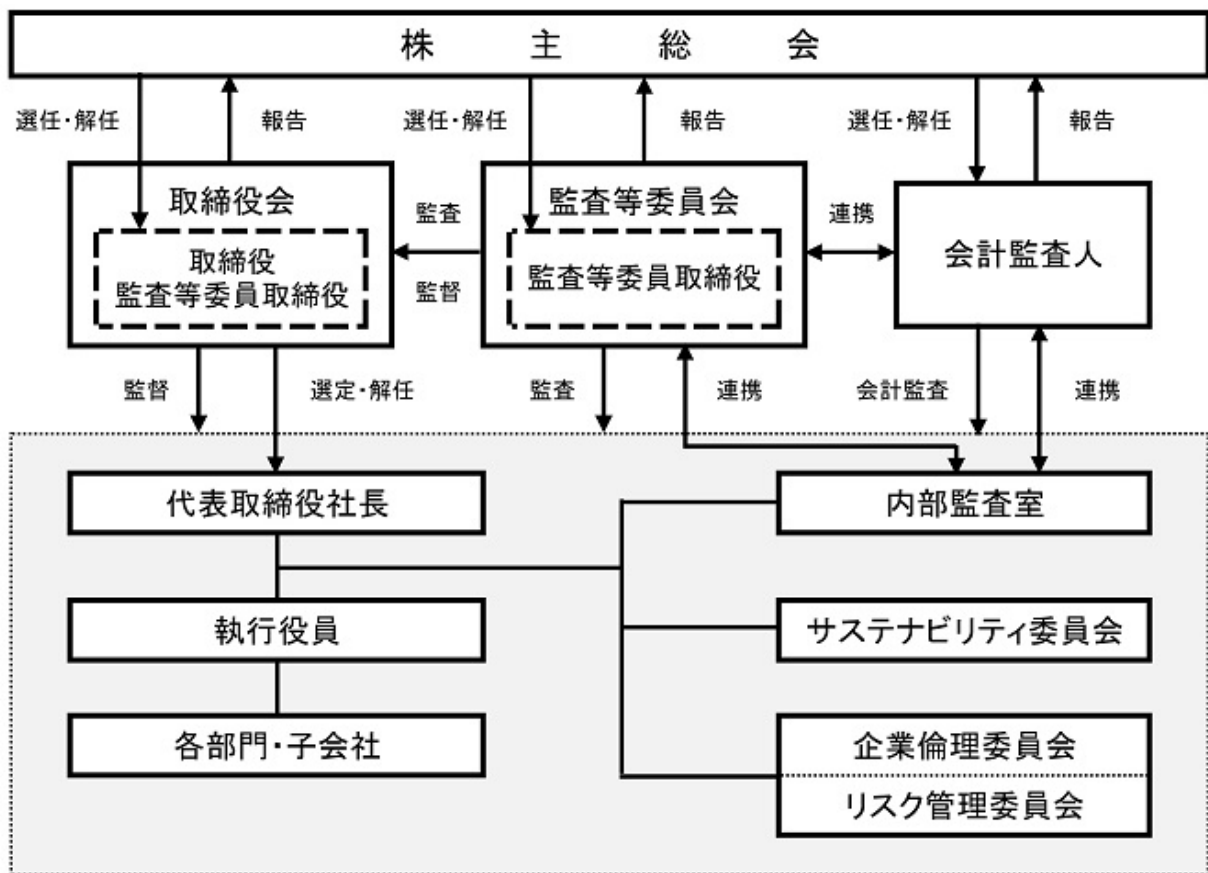 株主総会
選任・解任
報告
選任・解任
報告
選任・解任
報告
取締役会
取締役
監査等委員取締役
監査
監督
監査等委員会
監査等委員取締役
連携
会計監査人
監督
選定・解任
監査
連携
会計監査
連携
代表取締役社長
内部監査室
執行役員
サステナビリティ委員会
各部門・子会社
企業倫理委員会
リスク管理委員会